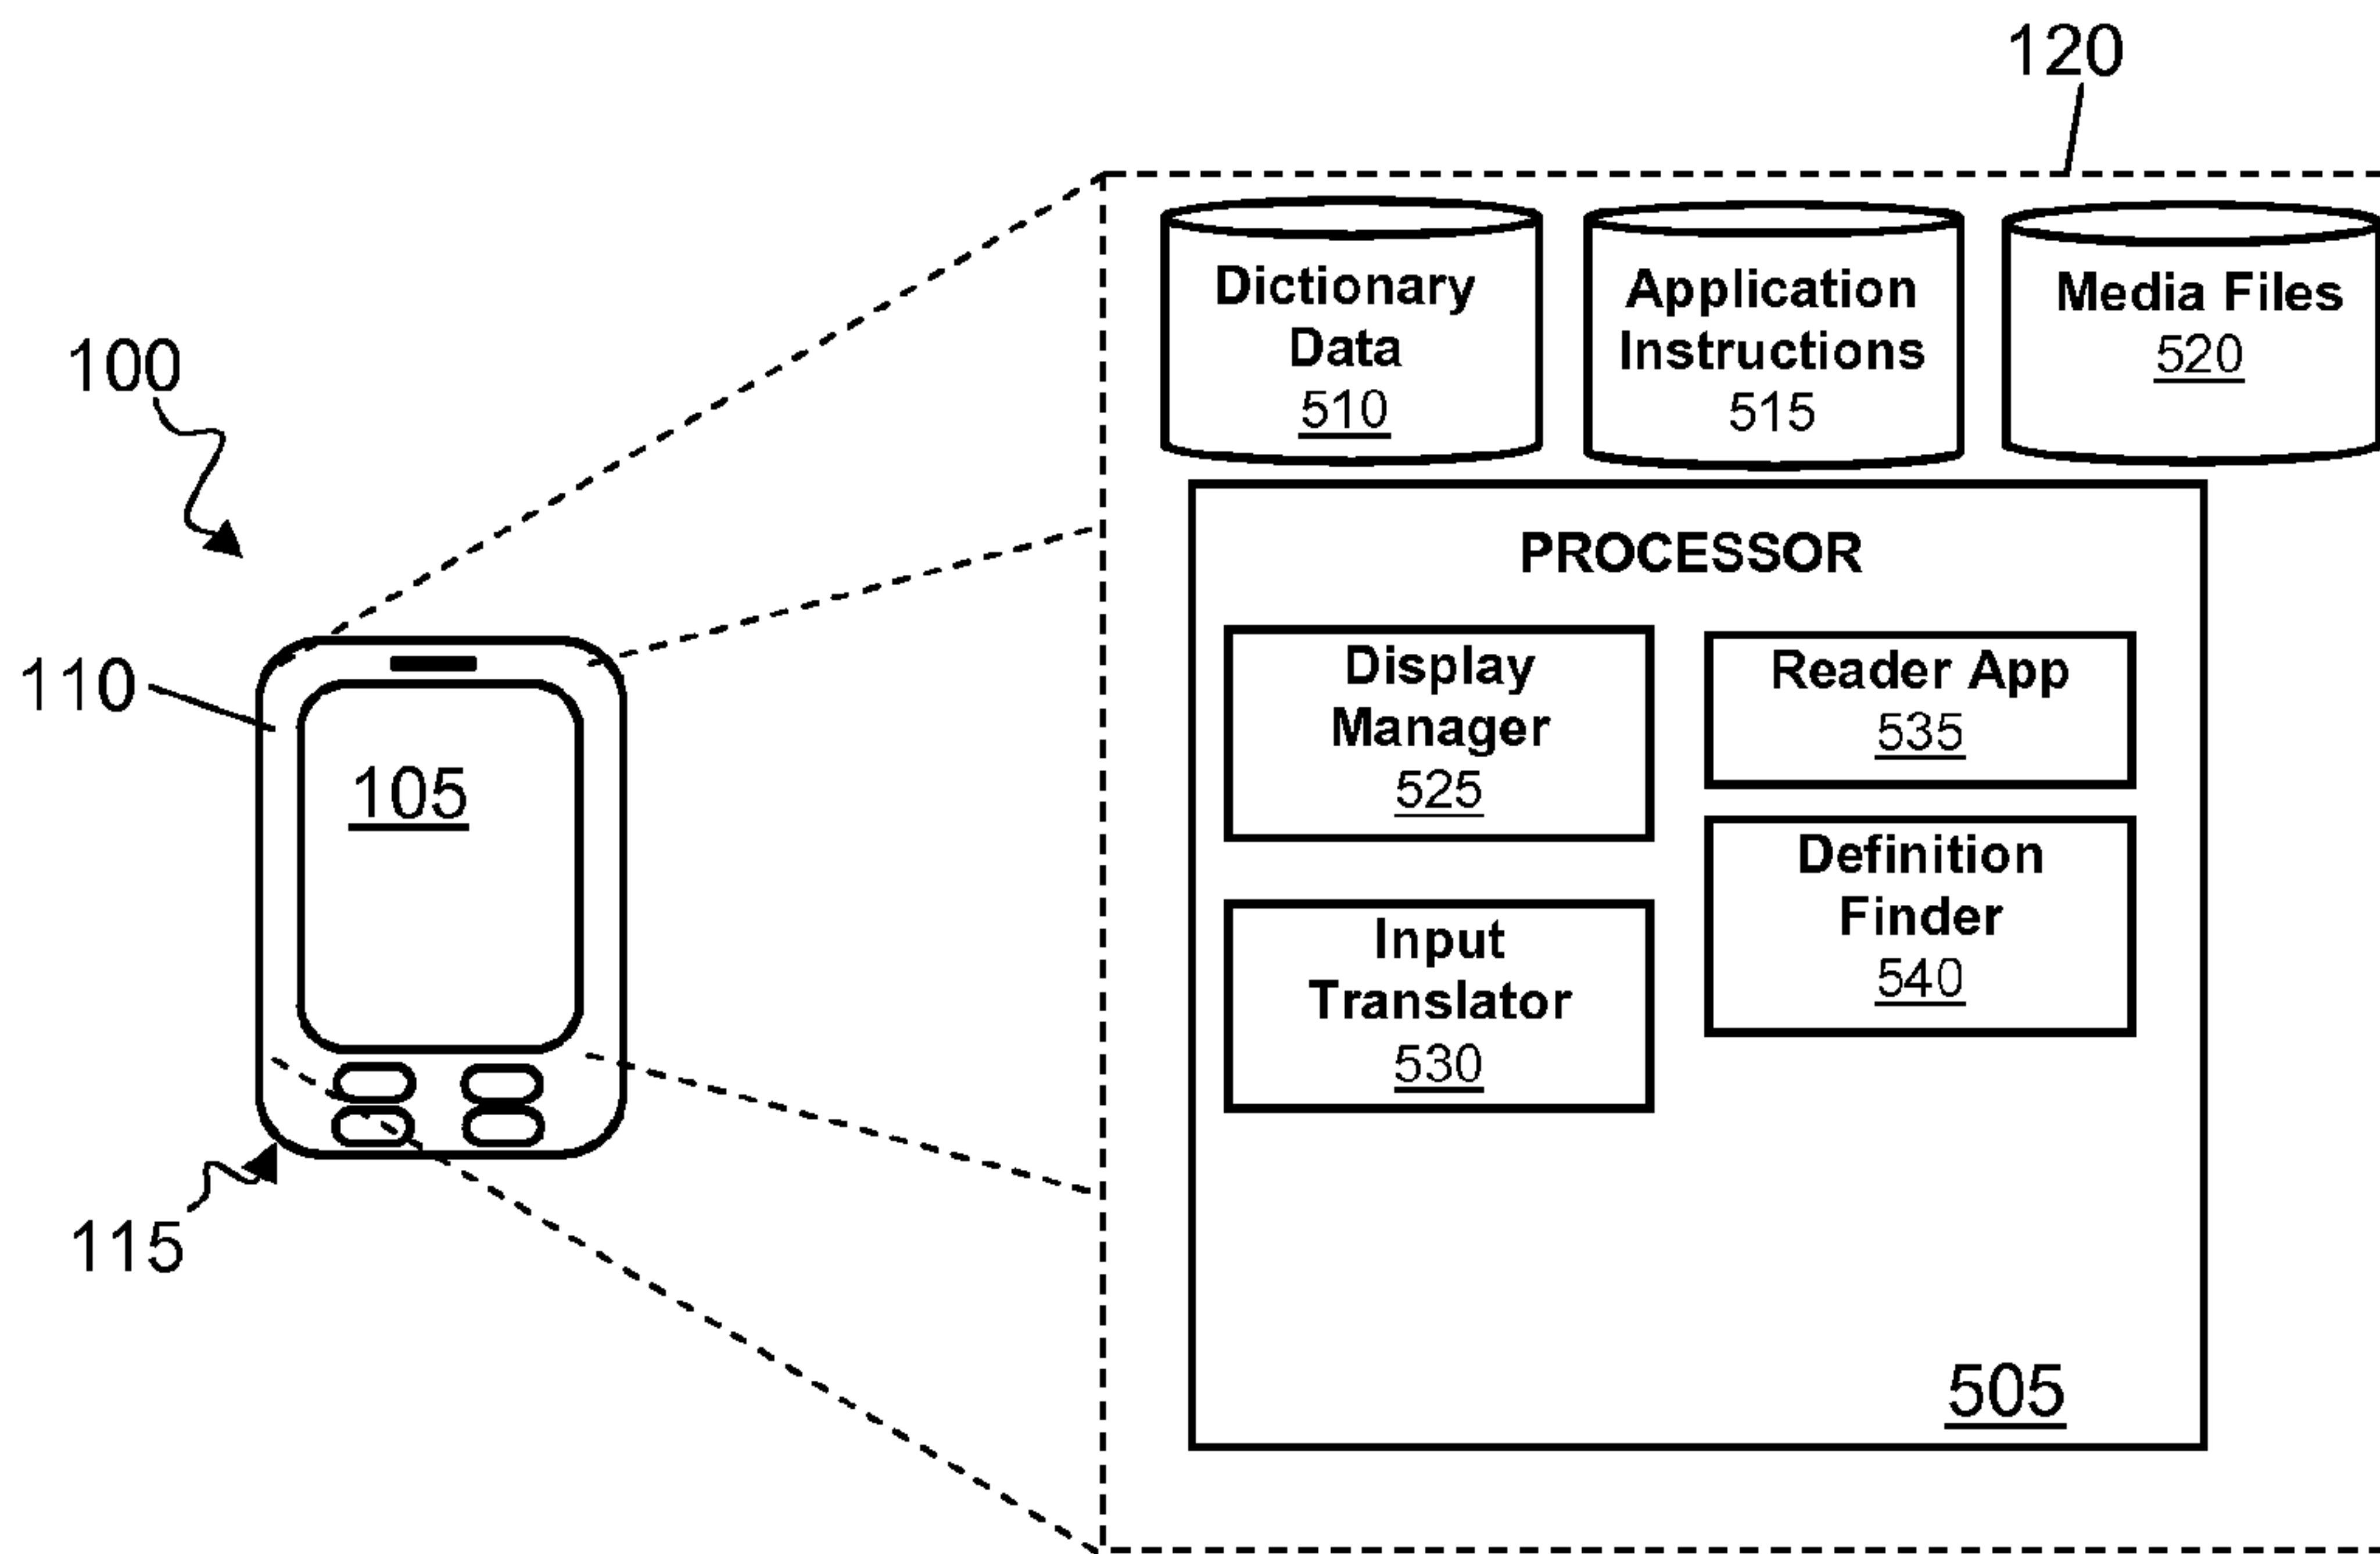 120
Dictionary
Data
510
Application
Instructions
515
Media Files
520
100
PROCESSOR
110
105
Display
Manager
525
Reader App
535
Definition
Finder
540
Input
Translator
530
115
505